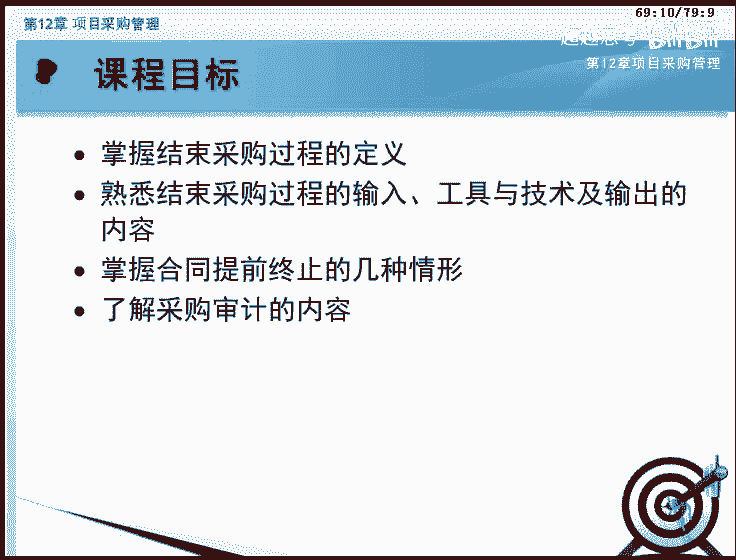 69:10/79:9
第12章 项目采购管理
bilibili
第12章项目采购管理
课程目标
• 掌握结束采购过程的定义
• 熟悉结束采购过程的输入、工具与技术及输出的
内容
• 掌握合同提前终止的几种情形
• 了解采购审计的内容